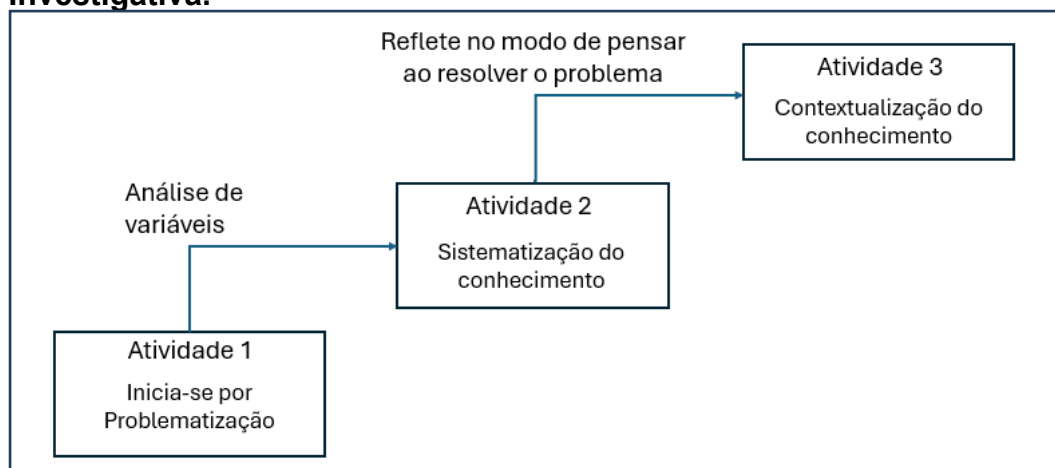 investigativa.
Reflete no modo de pensar
ao resolver o problema
Atividade 3
Contextualização do
conhecimento
Análise de
variáveis
Atividade 2
Sistematização do
conhecimento
Atividade 1
Inicia-se por
Problematização